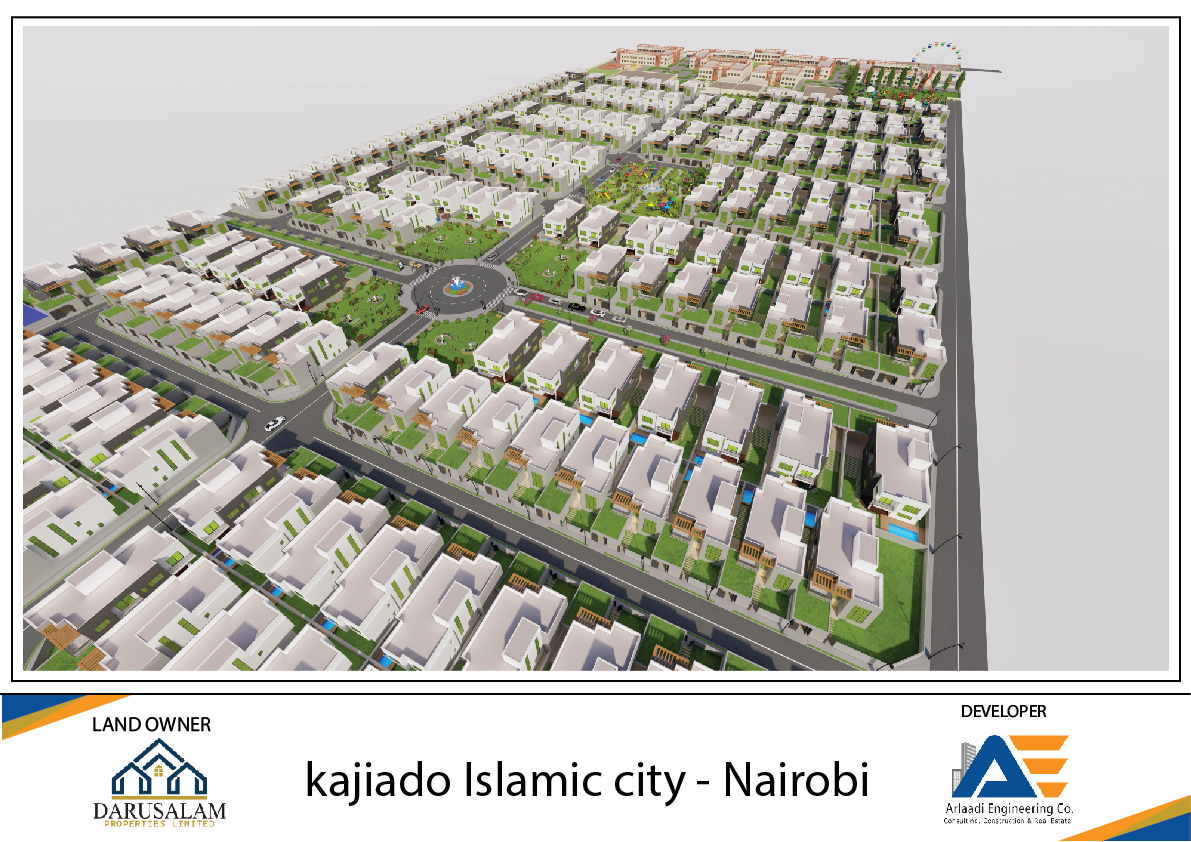 LAND OWNER
DARUSALAM
PROPERTIES LIMITED
kajiado Islamic city - Nairobi
DEVELOPER
Arlaadi Engineering Co.
Consulting, Construction & Real Estate